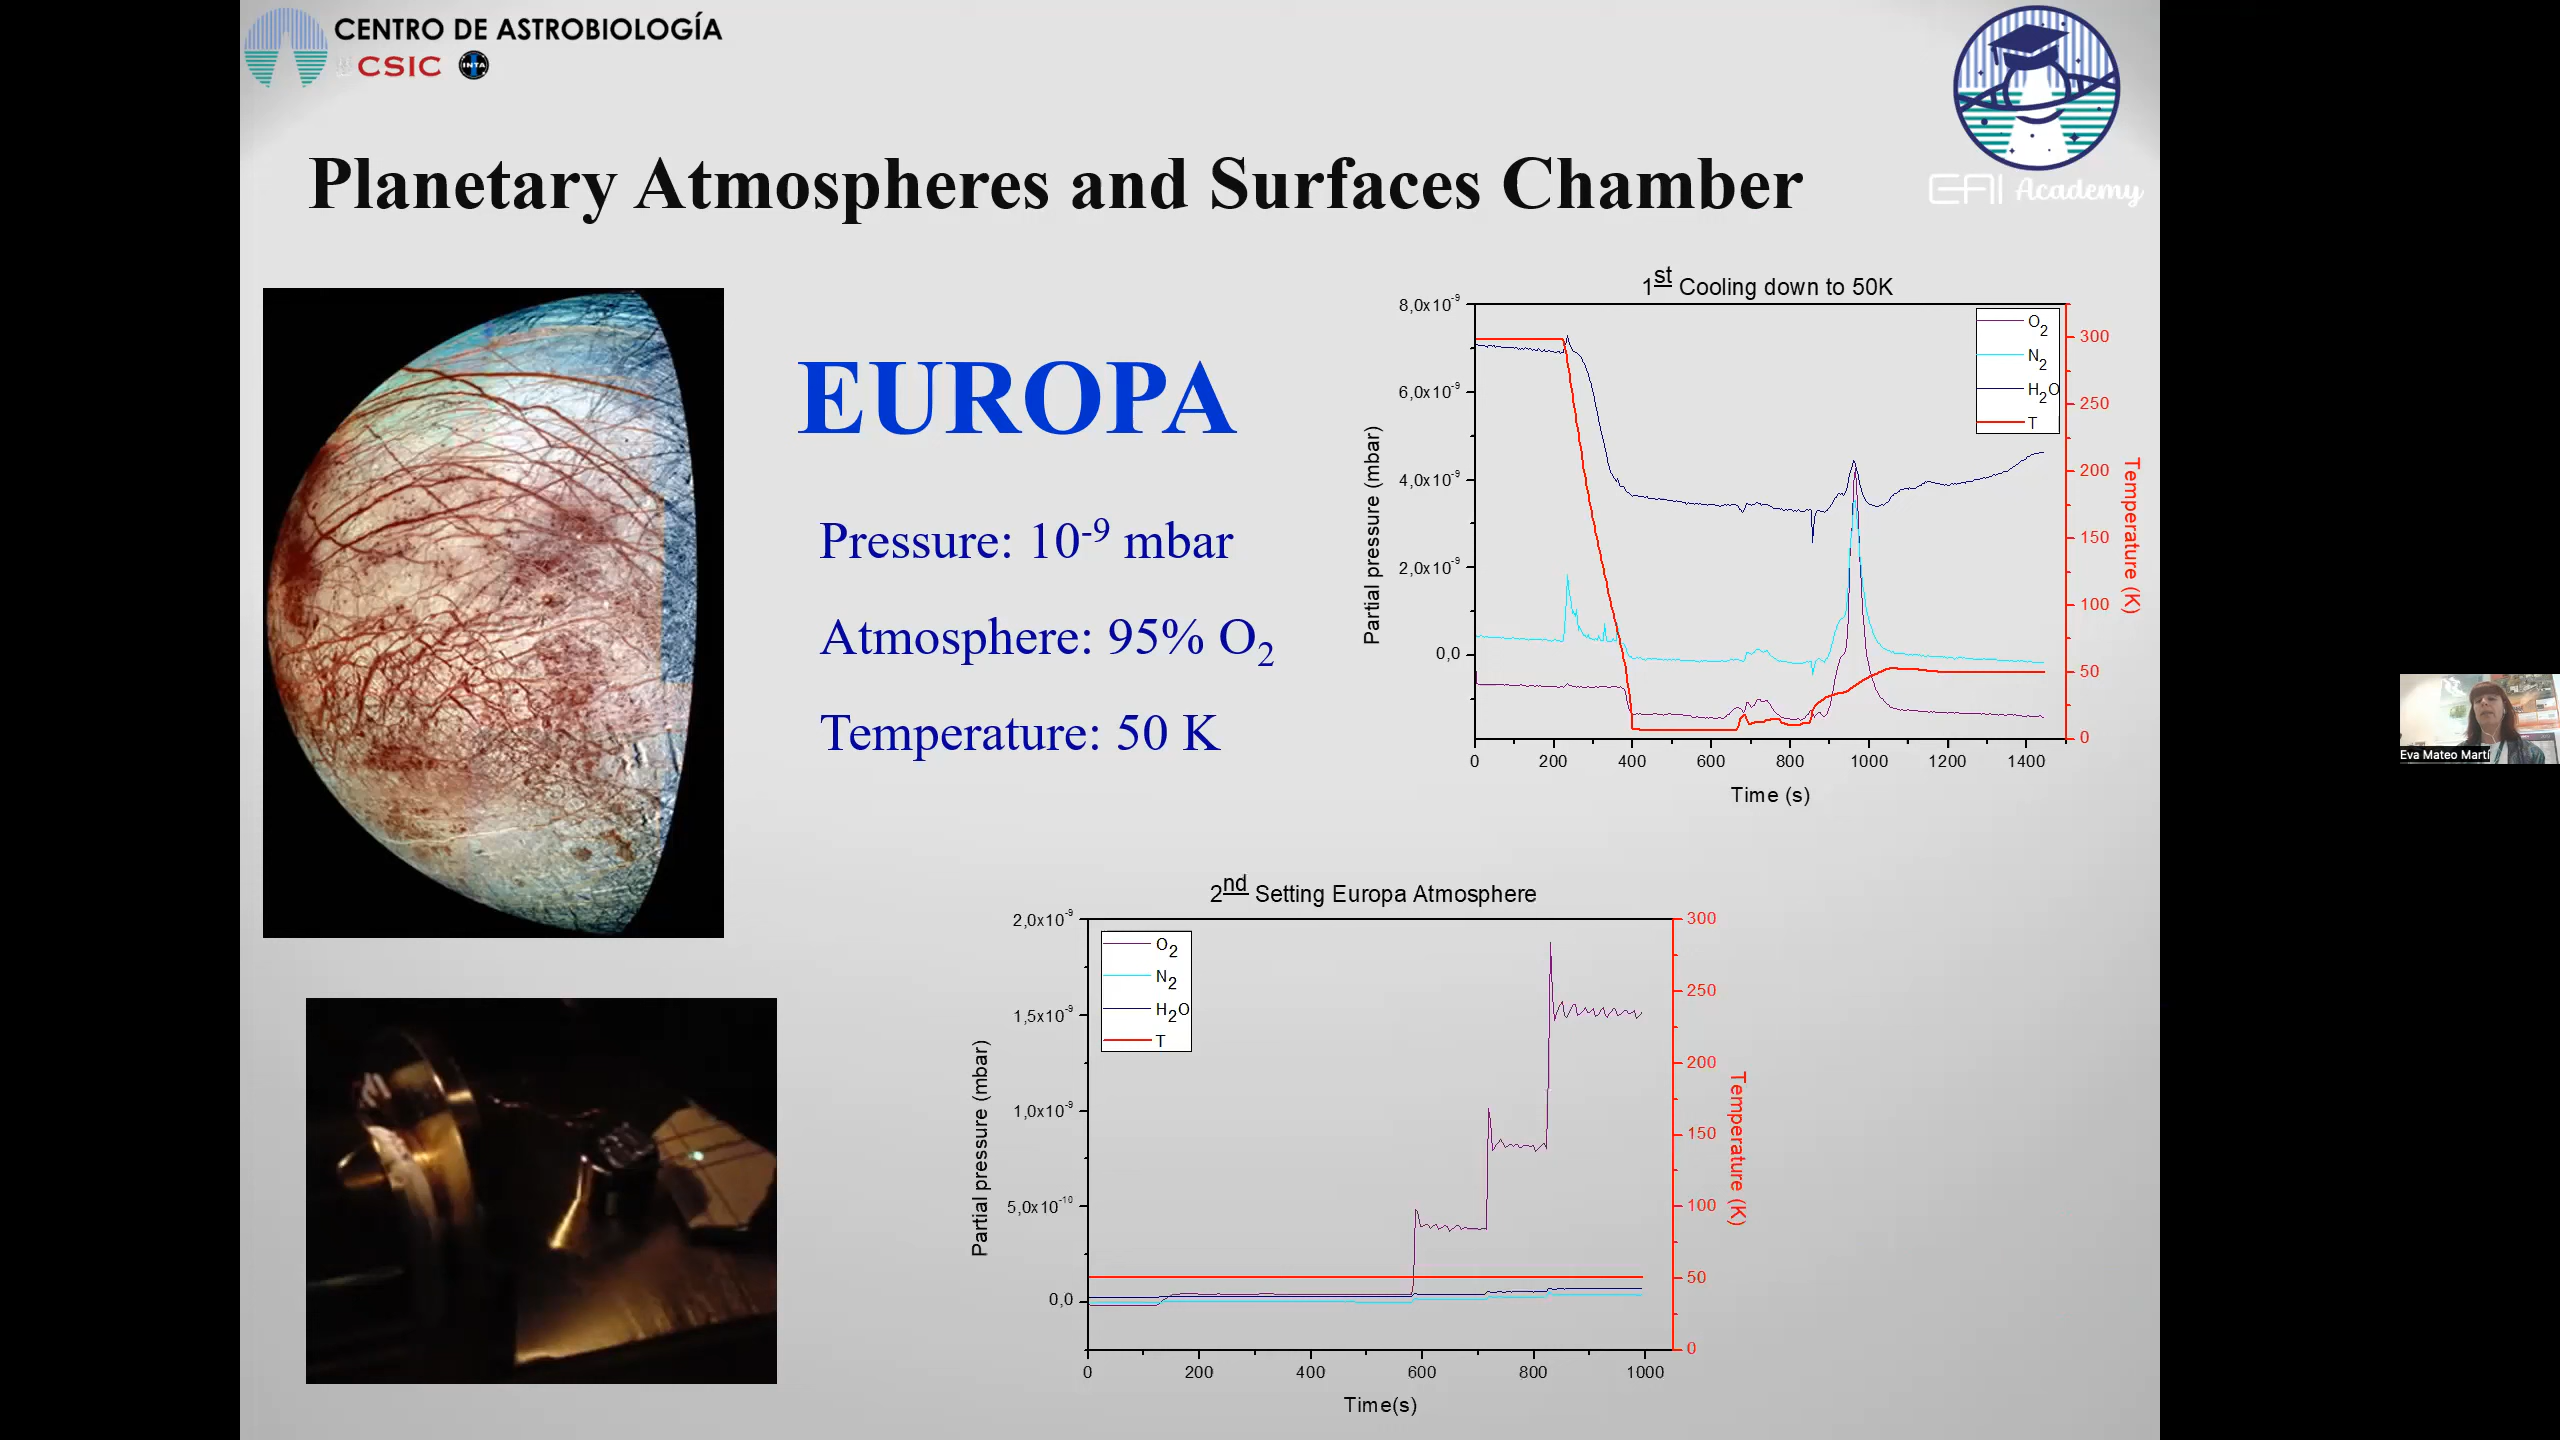 CENTRO DE ASTROBIOLOGÍA
CSIC INTA
EAI Academy
Planetary Atmospheres and Surfaces Chamber
EUROPA
Pressure: 10⁻⁹ mbar
Atmosphere: 95% O₂
Temperature: 50 K
1st Cooling down to 50K
8,0x10⁻⁹
6,0x10⁻⁹
4,0x10⁻⁹
2,0x10⁻⁹
0,0
Partial pressure (mbar)
O₂
N₂
H₂O
T
300
250
200
150
100
50
0
Temperature (K)
0 200 400 600 800 1000 1200 1400
Time (s)
Eva Mateo Martí
2nd Setting Europa Atmosphere
2,0x10⁻⁹
1,5x10⁻⁹
1,0x10⁻⁹
5,0x10⁻¹⁰
0,0
Partial pressure (mbar)
O₂
N₂
H₂O
T
300
250
200
150
100
50
0
Temperature (K)
0 200 400 600 800 1000
Time(s)